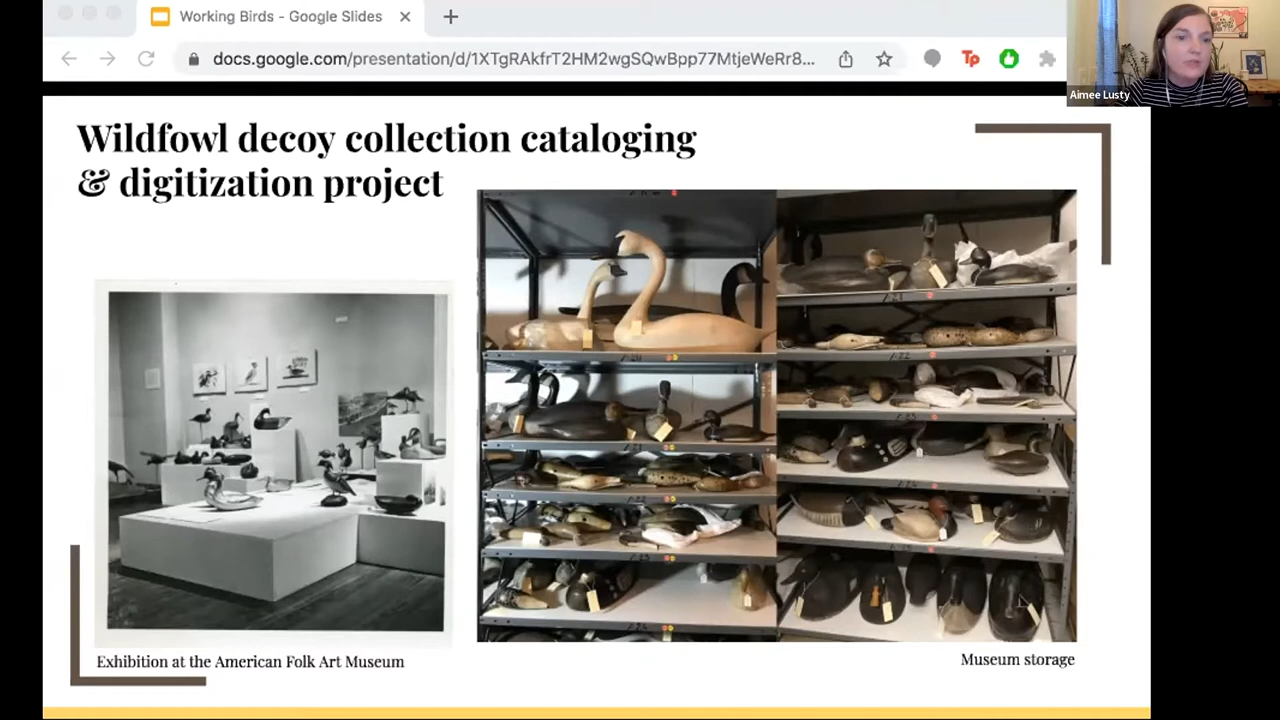 Working Birds - Google Slides
docs.google.com/presentation/d/1XTgRAkfrT2HM2wgSQwBpp77MtjeWeRr8...
Tp
Aimee Lusty
Wildfowl decoy collection cataloging
& digitization project
Exhibition at the American Folk Art Museum
Museum storage